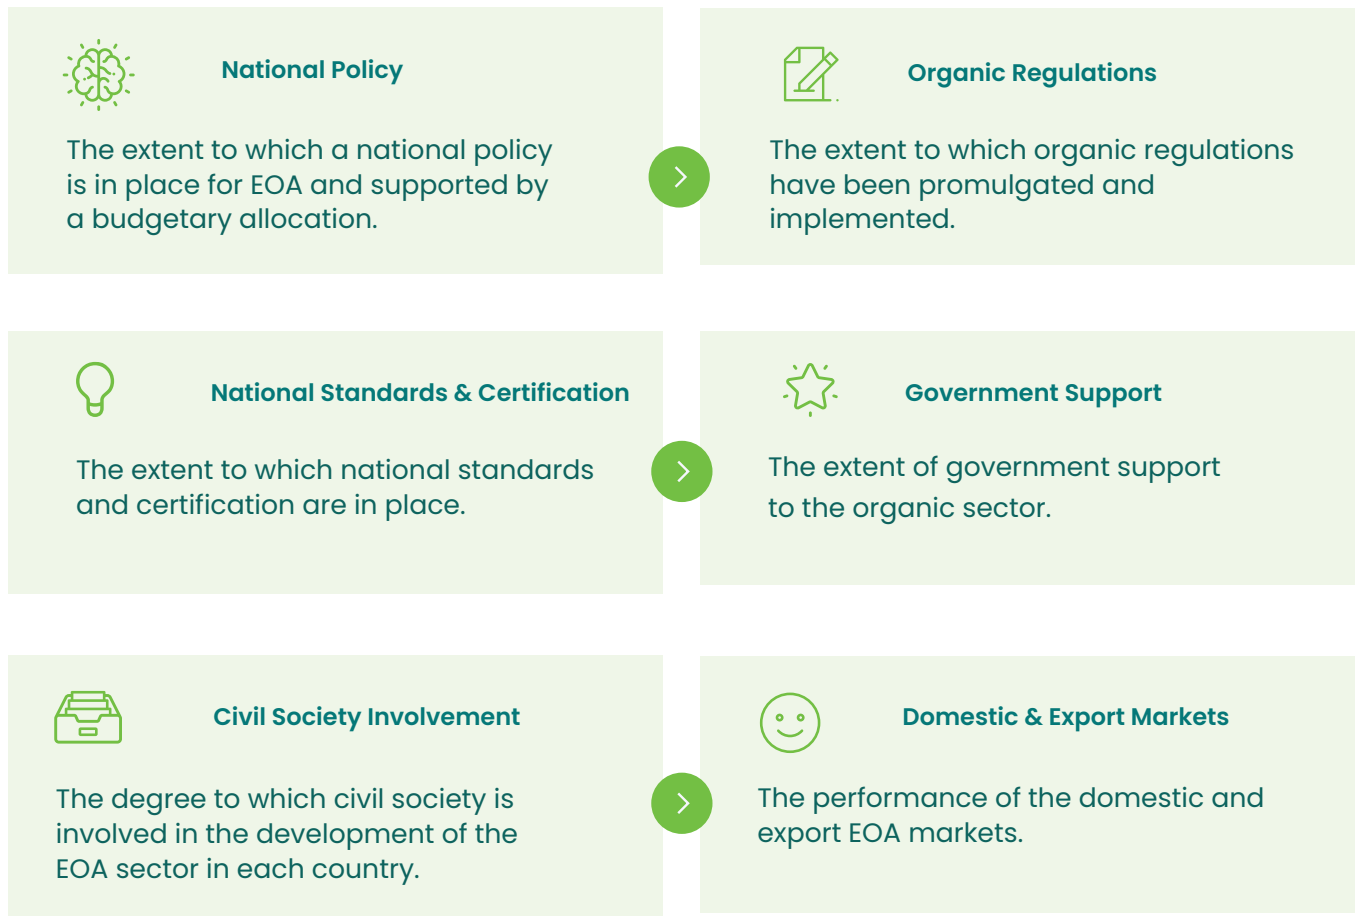 National Policy
The extent to which a national policy
is in place for EOA and supported by
a budgetary allocation.
Organic Regulations
The extent to which organic regulations
have been promulgated and
implemented.
National Standards & Certification
The extent to which national standards
and certification are in place.
Government Support
The extent of government support
to the organic sector.
Civil Society Involvement
The degree to which civil society is
involved in the development of the
EOA sector in each country.
Domestic & Export Markets
The performance of the domestic and
export EOA markets.